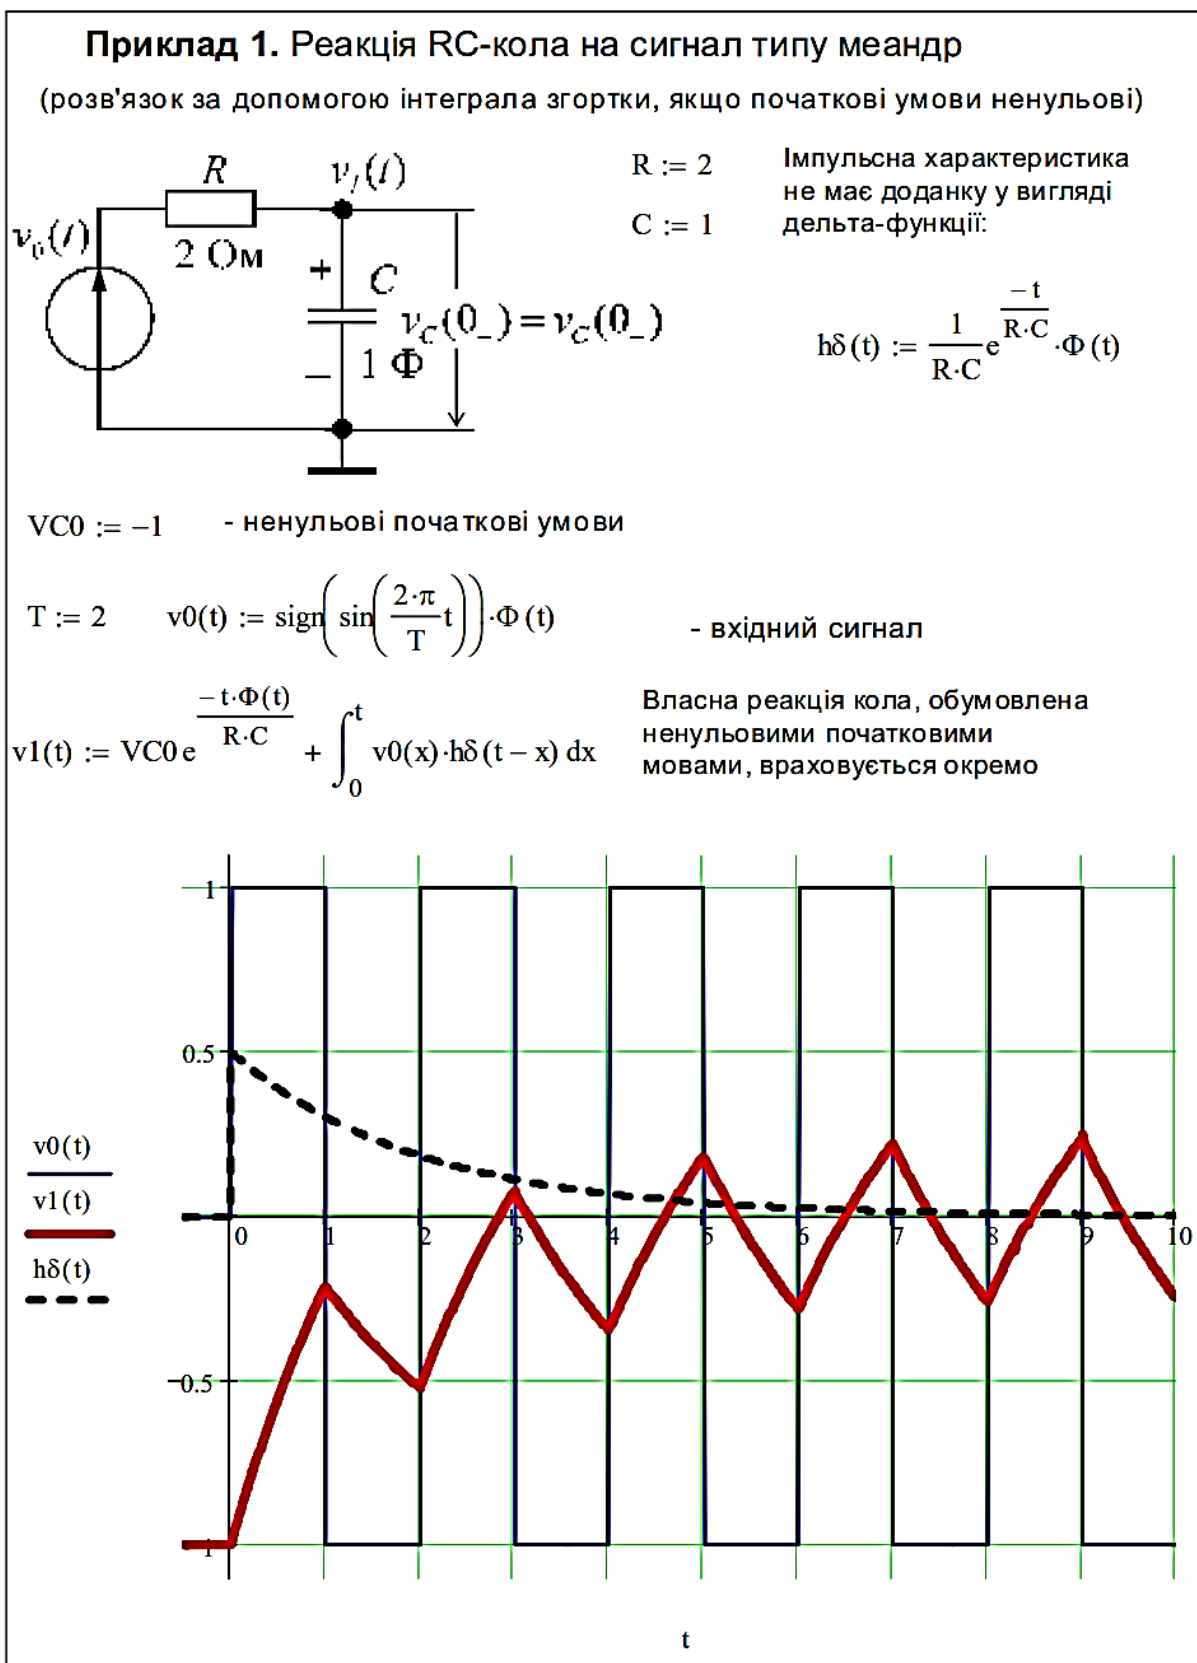 Приклад 1. Реакція RC-кола на сигнал типу меандр
(розв'язок за допомогою інтеграла згортки, якщо початкові умови ненульові)
R
v₁(t)
v₀(t)
2 Ом
+
C
v_C(0_) = v_C(0_)
1 Ф
–
R := 2
C := 1
Імпульсна характеристика
не має доданку у вигляді
дельта-функції:
hδ(t) := 1/(R·C) e^(−t/(R·C)) ·Φ(t)
VC0 := −1 - ненульові початкові умови
T := 2 v0(t) := sign(sin(2·π/T t))·Φ(t) - вхідний сигнал
v1(t) := VC0 e^(−t·Φ(t)/(R·C)) + ∫₀ᵗ v0(x)·hδ(t − x) dx
Власна реакція кола, обумовлена
ненульовими початковими
мовами, враховується окремо
1
0.5
−0.5
−1
0 1 2 3 4 5 6 7 8 9 10
v0(t)
v1(t)
hδ(t)
t